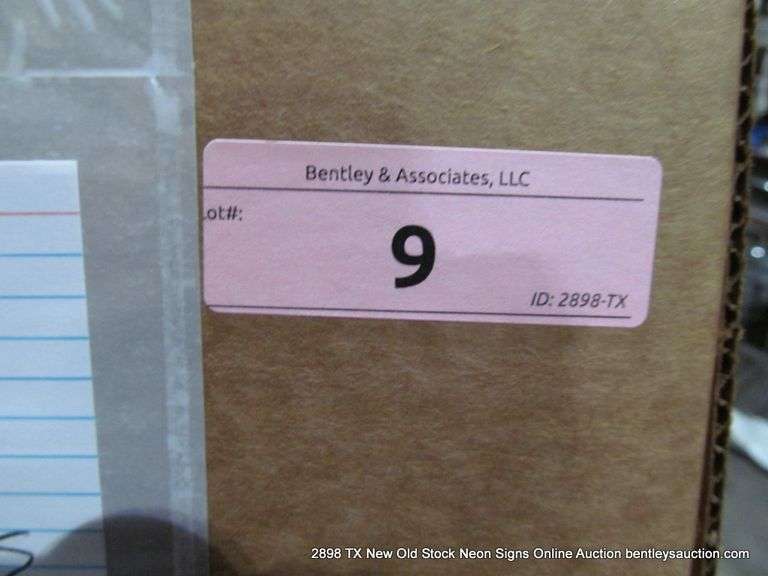 Bentley & Associates, LLC
Lot#:
9
ID: 2898-TX
2898 TX New Old Stock Neon Signs Online Auction bentleysauction.com